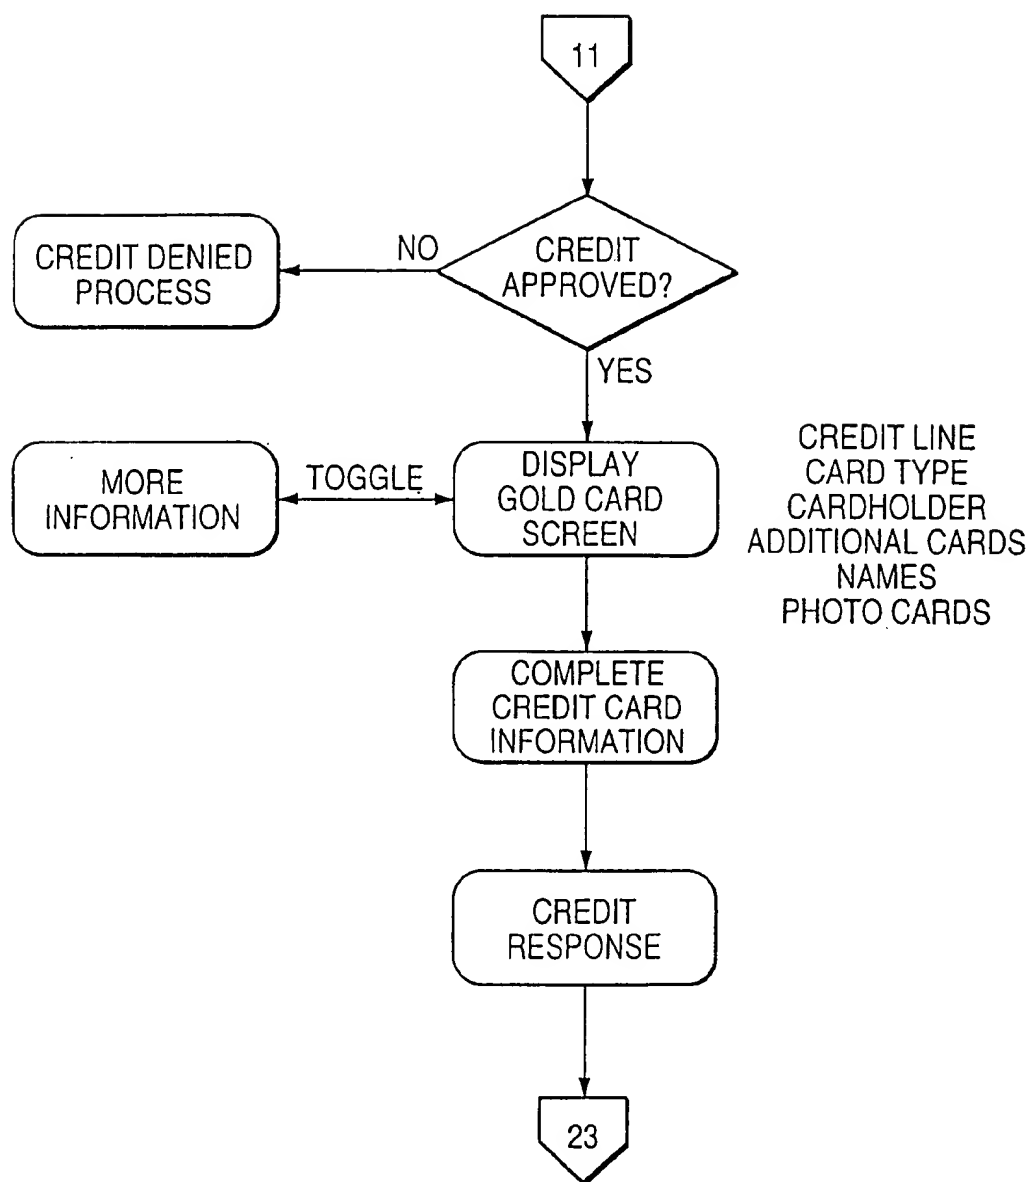 11
CREDIT
APPROVED?
NO
CREDIT DENIED
PROCESS
YES
DISPLAY
GOLD CARD
SCREEN
TOGGLE
MORE
INFORMATION
CREDIT LINE
CARD TYPE
CARDHOLDER
ADDITIONAL CARDS
NAMES
PHOTO CARDS
COMPLETE
CREDIT CARD
INFORMATION
CREDIT
RESPONSE
23